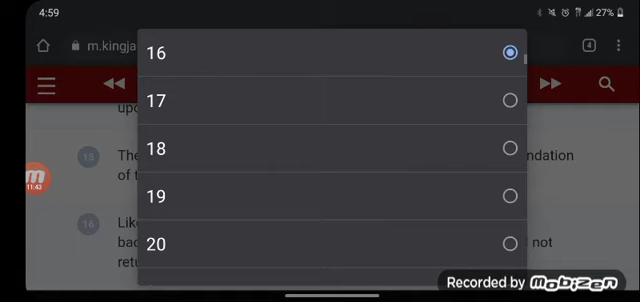 4:59
27%
m.kingja
4
16
17
18
19
20
upo
15 The
ndation
of t
16 Lik
bac
not
retu
m
11:43
Recorded by mobizen